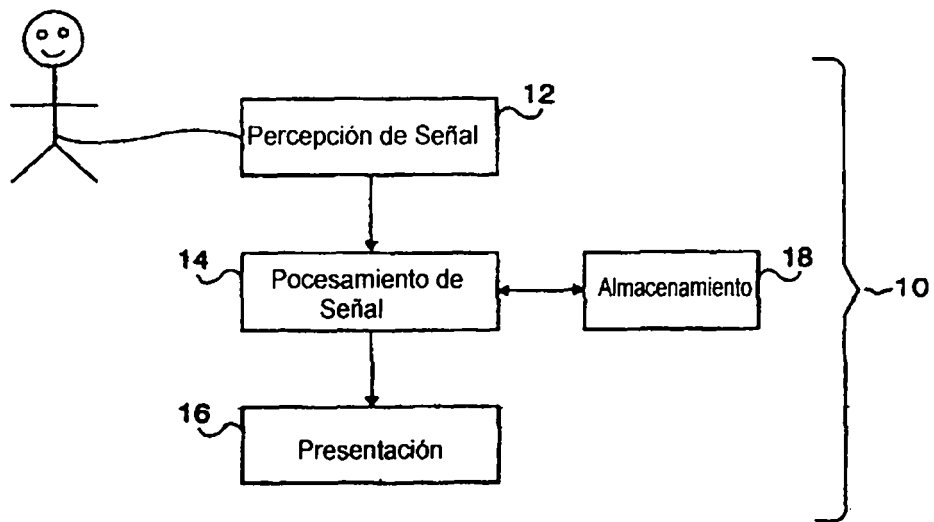 12
Percepción de Señal
14
Pocesamiento de
Señal
18
Almacenamiento
10
16
Presentación